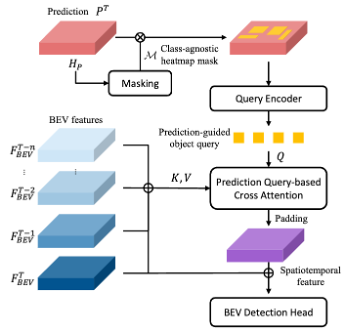 Prediction P^T
ℳ Class-agnostic
heatmap mask
H_P
Masking
Query Encoder
BEV features
Prediction-guided
object query
F_{BEV}^{T-n}
⋮
⋮
Q
K, V
Prediction Query-based
Cross Attention
F_{BEV}^{T-2}
Padding
F_{BEV}^{T-1}
F_{BEV}^{T}
Spatiotemporal
feature
BEV Detection Head